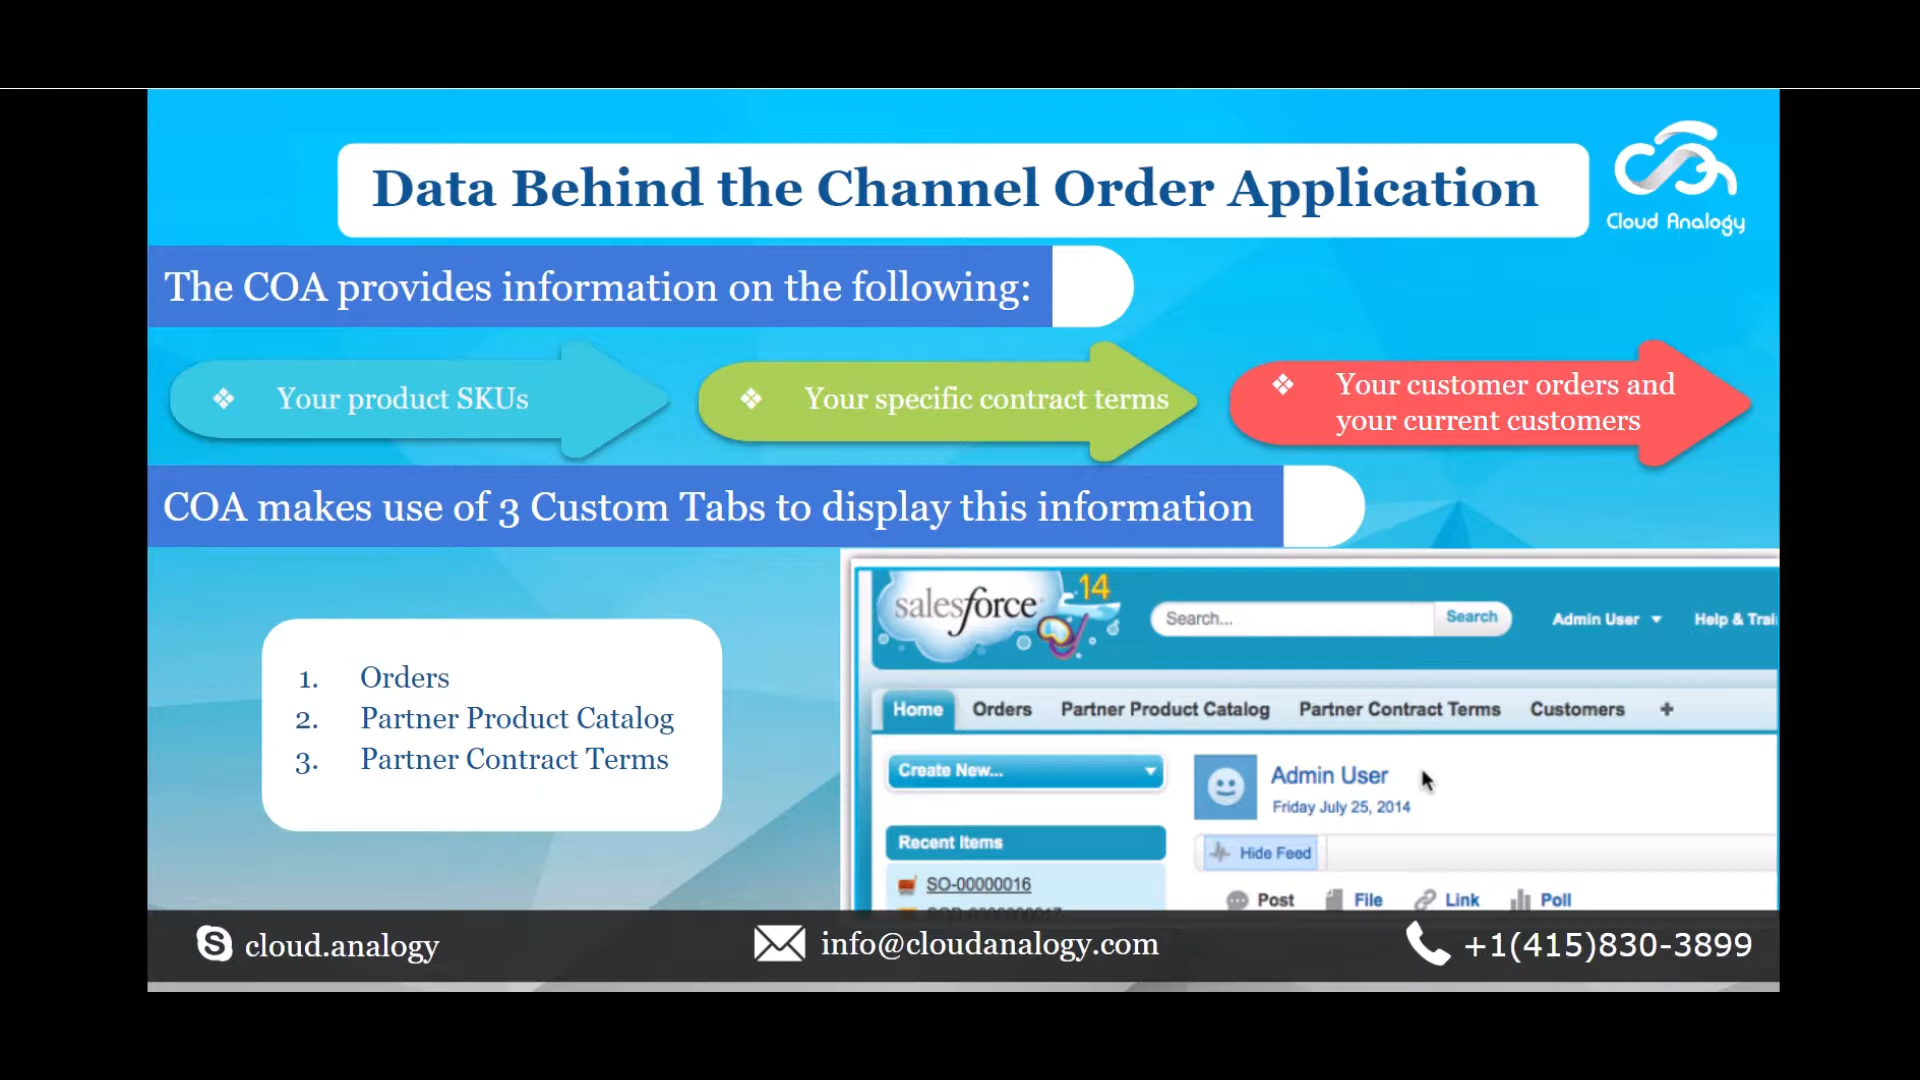 Data Behind the Channel Order Application
Cloud Analogy
The COA provides information on the following:
❖ Your product SKUs
❖ Your specific contract terms
❖ Your customer orders and
your current customers
COA makes use of 3 Custom Tabs to display this information
1. Orders
2. Partner Product Catalog
3. Partner Contract Terms
salesforce 14
Search... Search Admin User Help & Trai
Home Orders Partner Product Catalog Partner Contract Terms Customers +
Create New...
Admin User
Friday July 25, 2014
Recent Items
Hide Feed
SO-00000016
Post File Link Poll
cloud.analogy
info@cloudanalogy.com
+1(415)830-3899